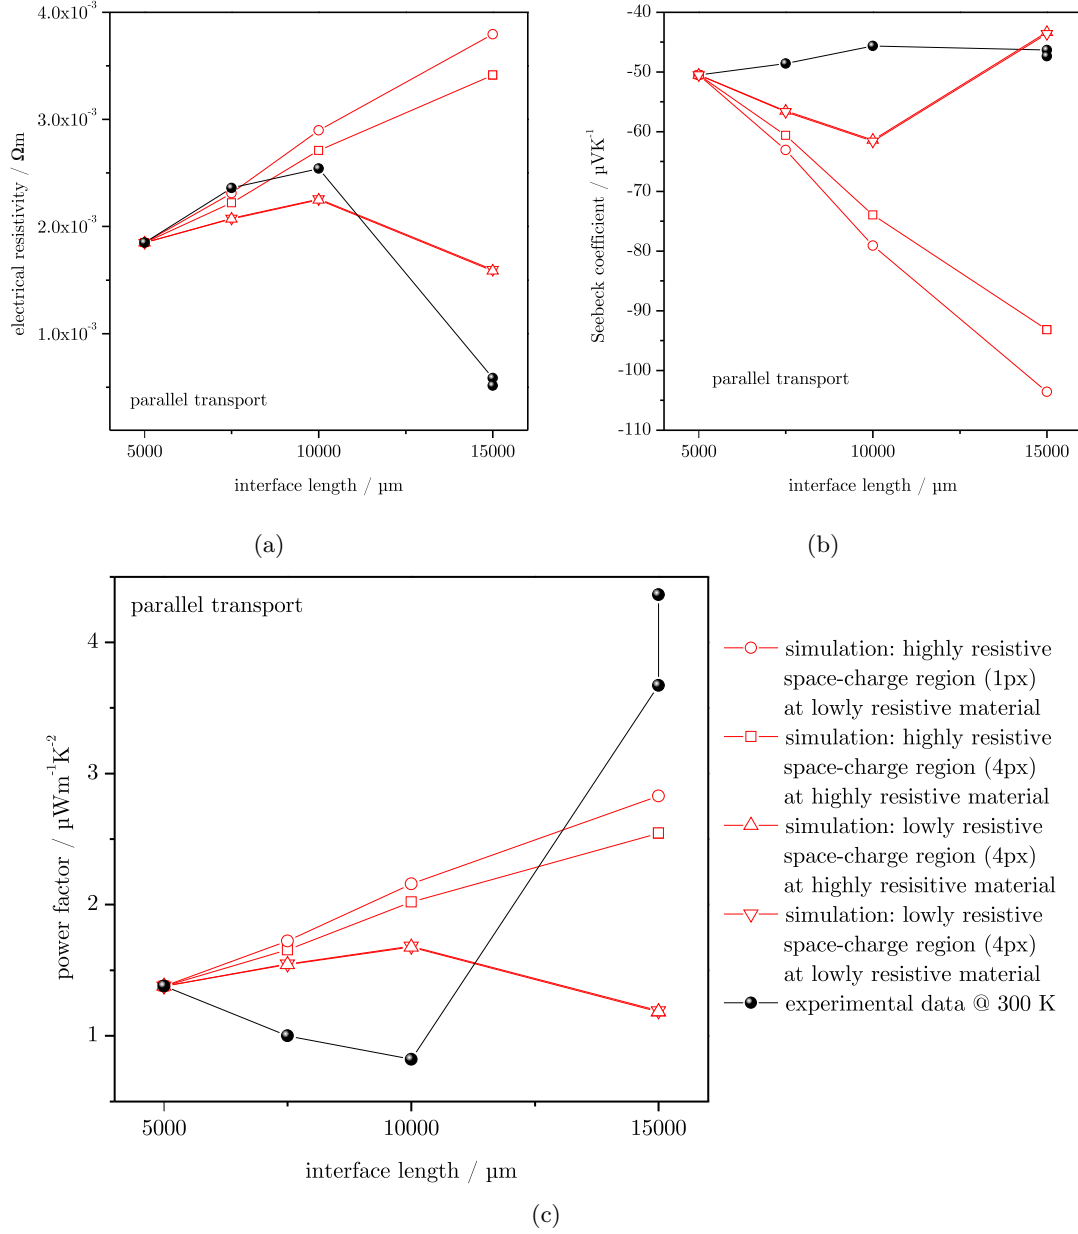 4.0x10⁻³
3.0x10⁻³
2.0x10⁻³
1.0x10⁻³
electrical resistivity / Ωm
parallel transport
5000 10000 15000
interface length / µm
(a)
-40
-50
-60
-70
-80
-90
-100
-110
Seebeck coefficient / µVK⁻¹
parallel transport
5000 10000 15000
interface length / µm
(b)
parallel transport
4
3
2
1
power factor / µWm⁻¹K⁻²
5000 10000 15000
interface length / µm
simulation: highly resistive
space-charge region (1px)
at lowly resistive material
simulation: highly resistive
space-charge region (4px)
at highly resistive material
simulation: lowly resistive
space-charge region (4px)
at highly resisitive material
simulation: lowly resistive
space-charge region (4px)
at lowly resistive material
experimental data @ 300 K
(c)